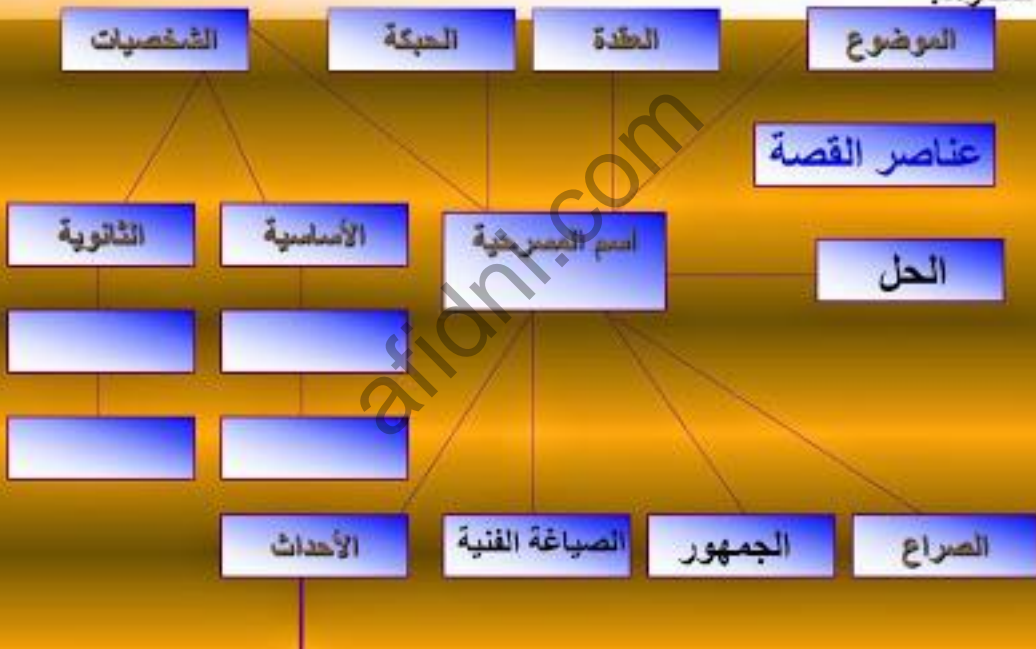 الموضوع
العقدة
الحبكة
الشخصيات
عناصر القصة
الثانوية
الأساسية
اسم المسرحية
الحل
الأحداث
الصياغة الفنية
الجمهور
الصراع
afidni.com